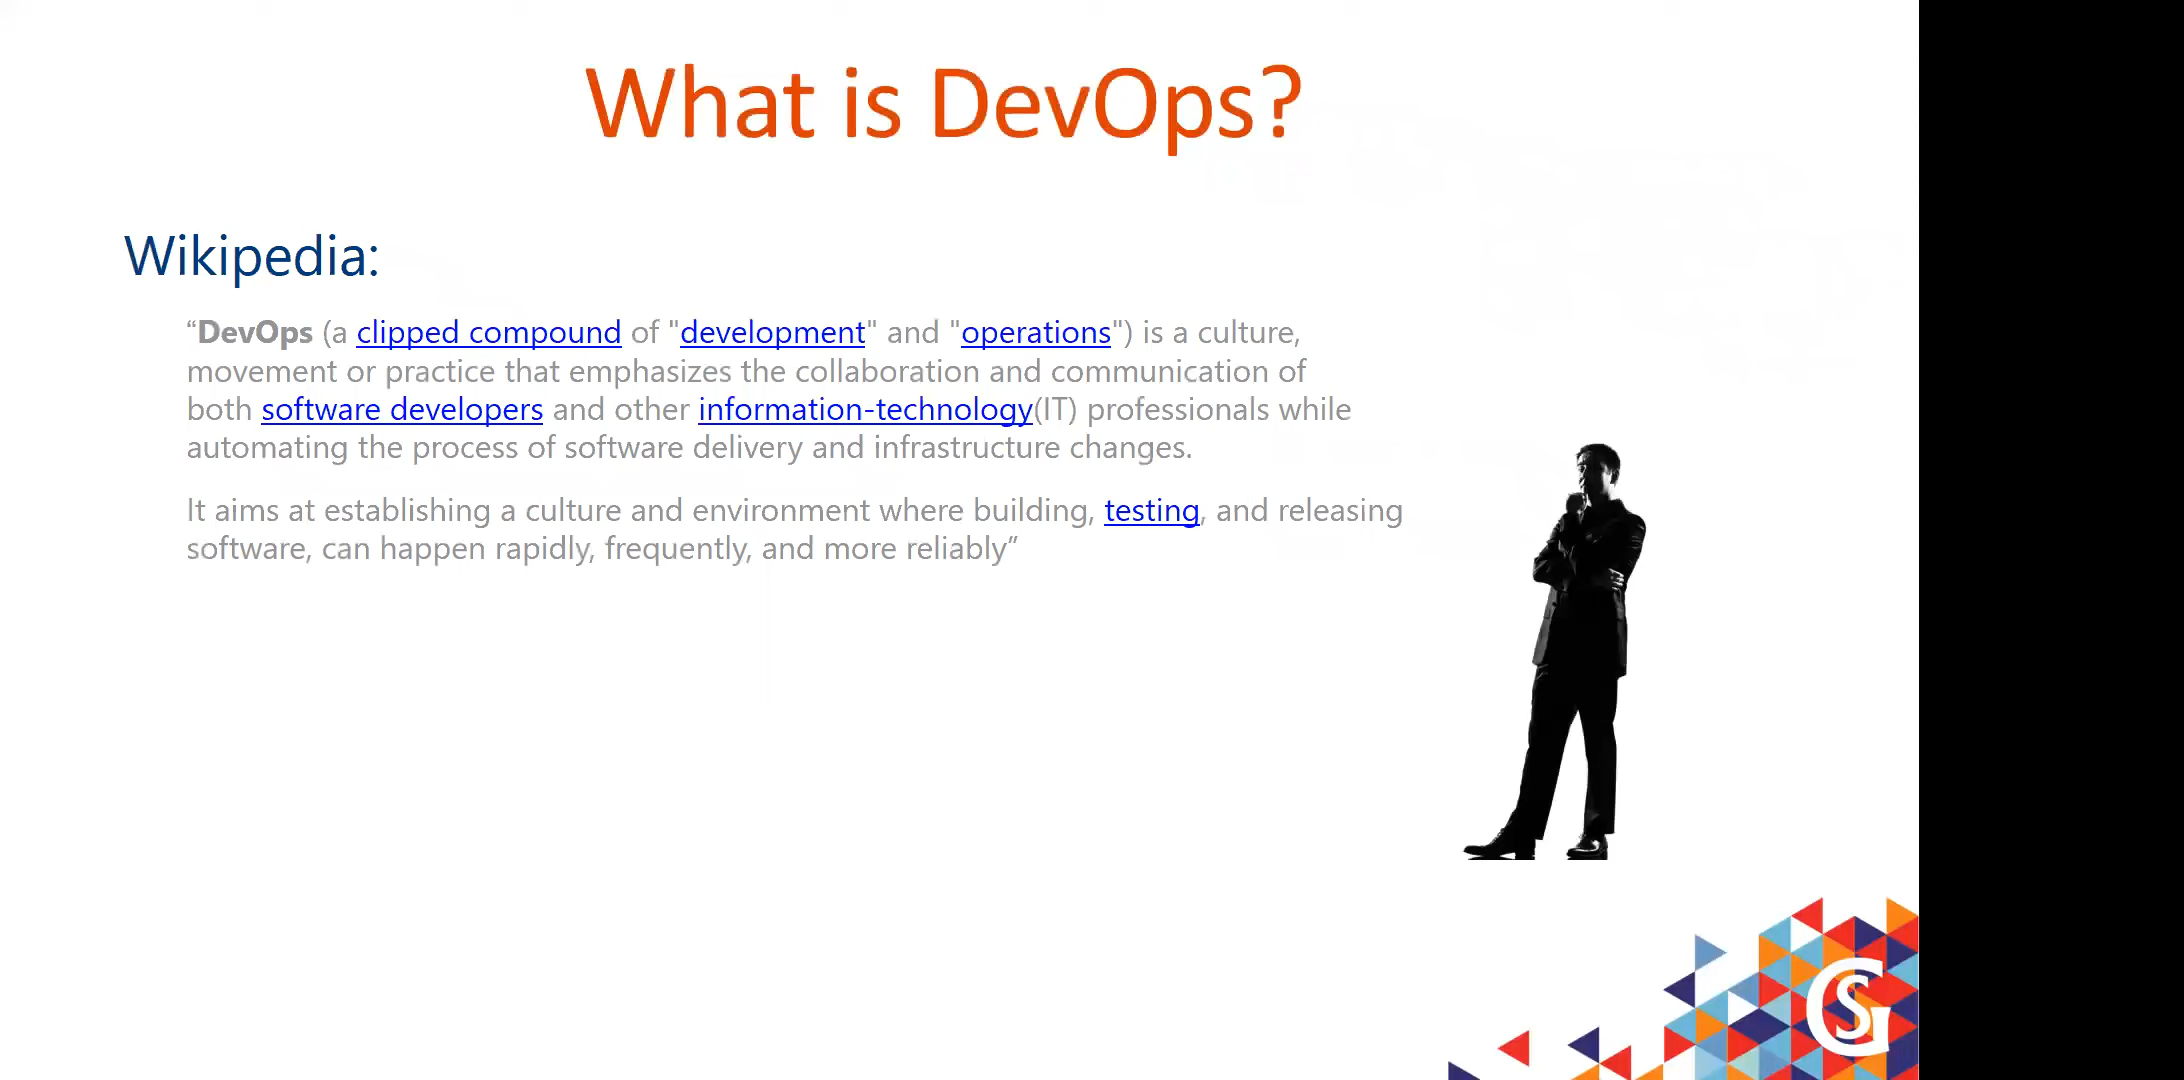 What is DevOps?
Wikipedia:
“DevOps (a clipped compound of "development" and "operations") is a culture,
movement or practice that emphasizes the collaboration and communication of
both software developers and other information-technology(IT) professionals while
automating the process of software delivery and infrastructure changes.
It aims at establishing a culture and environment where building, testing, and releasing
software, can happen rapidly, frequently, and more reliably”
GS